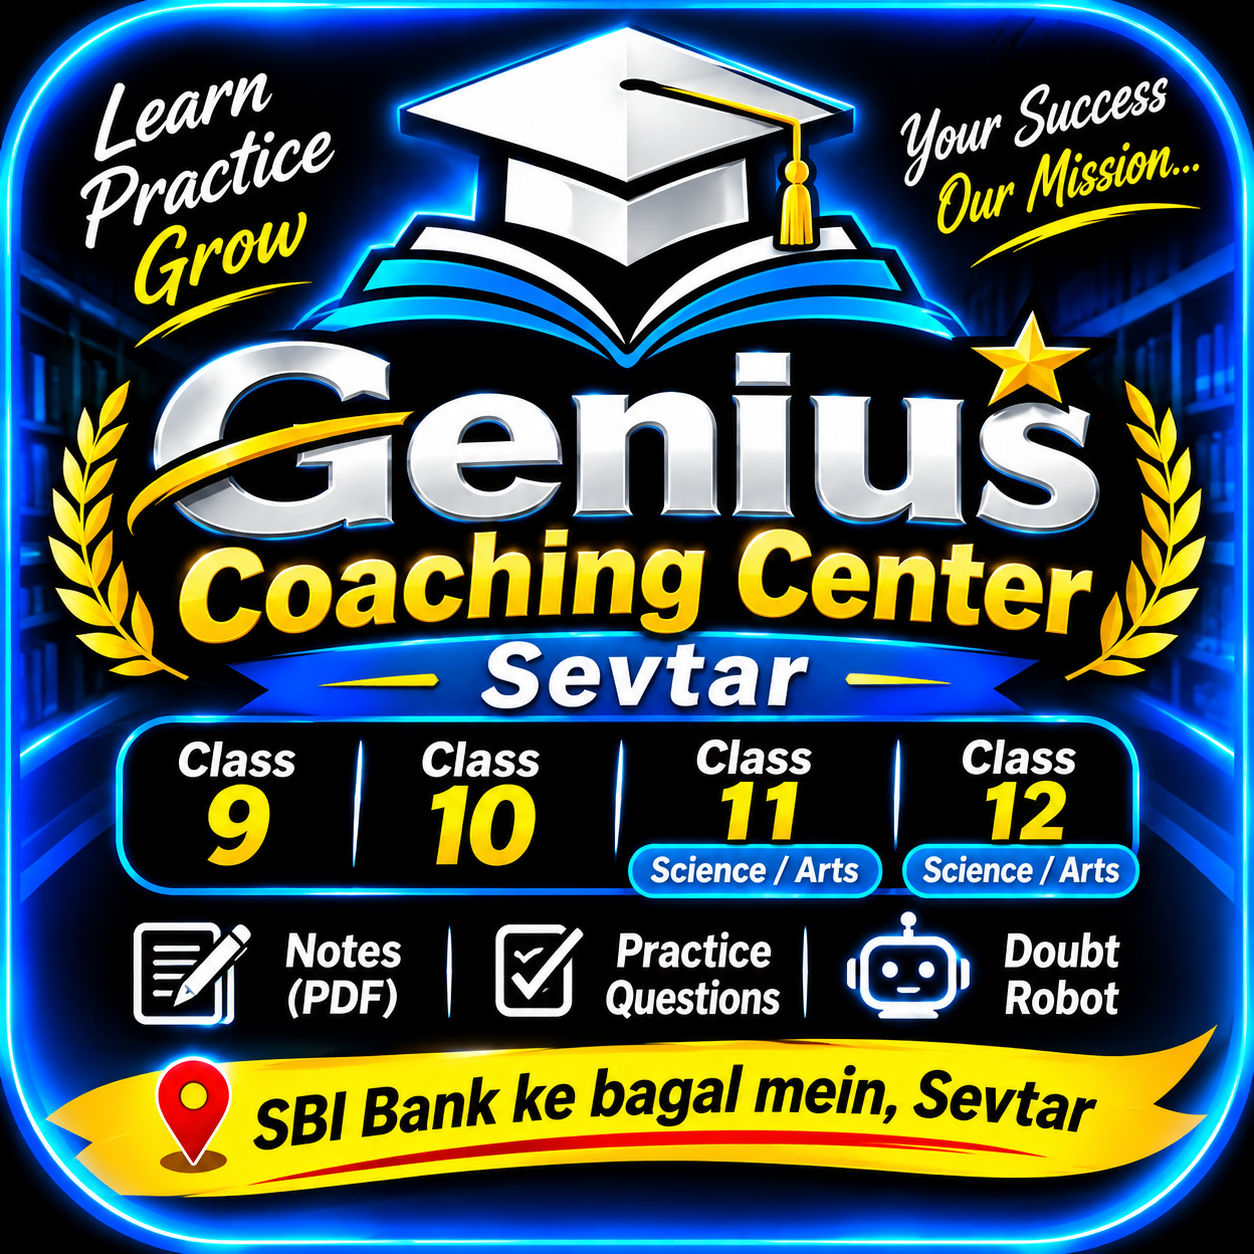 Learn
Practice
Grow
Your Success
Our Mission...
Genius
Coaching Center
Sevtar
Class
9
Class
10
Class
11
Science / Arts
Class
12
Science / Arts
Notes
(PDF)
Practice
Questions
Doubt
Robot
SBI Bank ke bagal mein, Sevtar